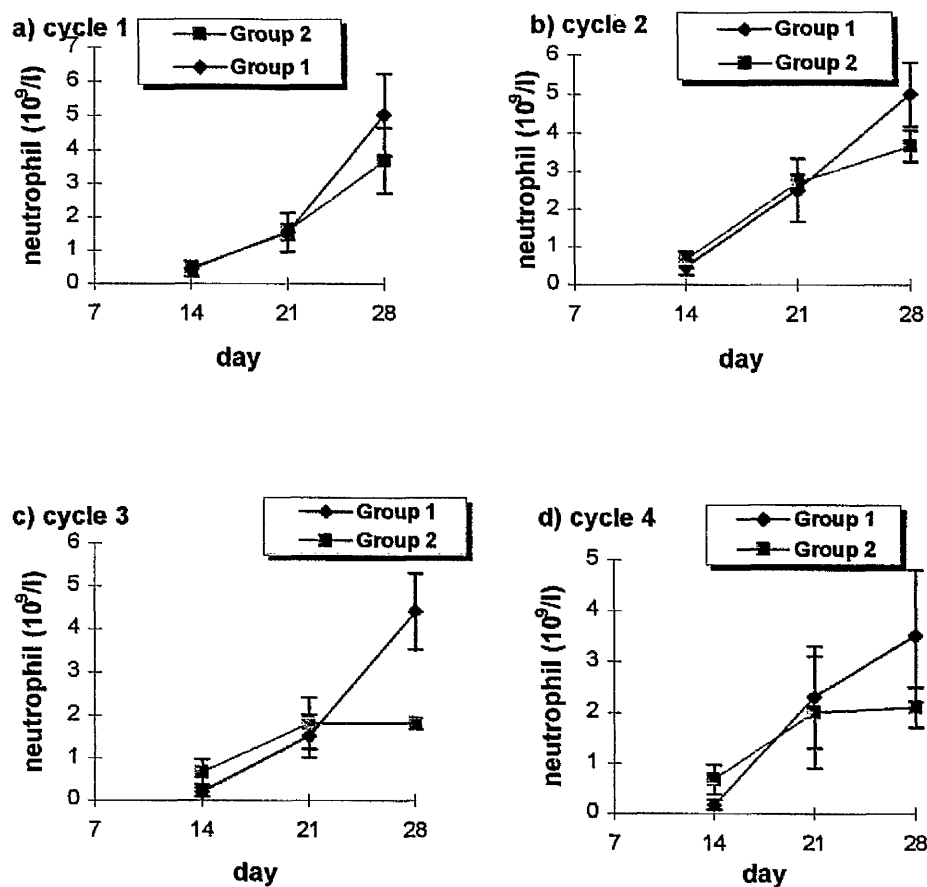 a) cycle 1
Group 2
Group 1
neutrophil (10⁹/l)
7
6
5
4
3
2
1
0
7 14 21 28
day
b) cycle 2
Group 1
Group 2
neutrophil (10⁹/l)
6
5
4
3
2
1
0
7 14 21 28
day
c) cycle 3
Group 1
Group 2
neutrophil (10⁹/l)
6
5
4
3
2
1
0
7 14 21 28
day
d) cycle 4
Group 1
Group 2
neutrophil (10⁹/l)
5
4
3
2
1
0
7 14 21 28
day